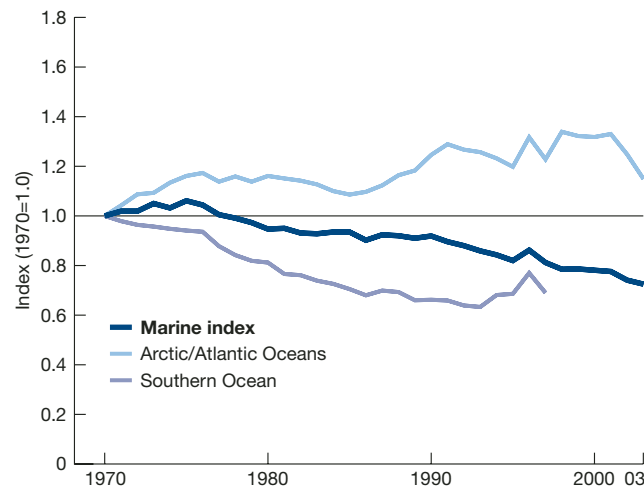 1.8
1.6
1.4
1.2
1.0
0.8
0.6
0.4
0.2
0
Index (1970=1.0)
Marine index
Arctic/Atlantic Oceans
Southern Ocean
1970 1980 1990 2000 03